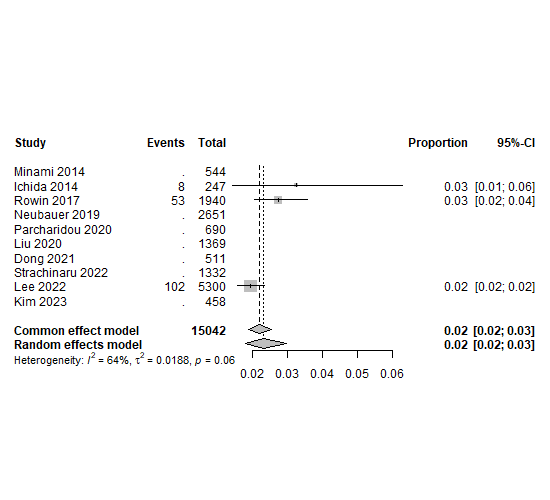 Study Events Total Proportion 95%-CI
Minami 2014 . 544
Ichida 2014 8 247 0.03 [0.01; 0.06]
Rowin 2017 53 1940 0.03 [0.02; 0.04]
Neubauer 2019 . 2651
Parcharidou 2020 . 690
Liu 2020 . 1369
Dong 2021 . 511
Strachinaru 2022 . 1332
Lee 2022 102 5300 0.02 [0.02; 0.02]
Kim 2023 . 458
Common effect model 15042 0.02 [0.02; 0.03]
Random effects model 0.02 [0.02; 0.03]
Heterogeneity: I² = 64%, τ² = 0.0188, p = 0.06
0.02 0.03 0.04 0.05 0.06